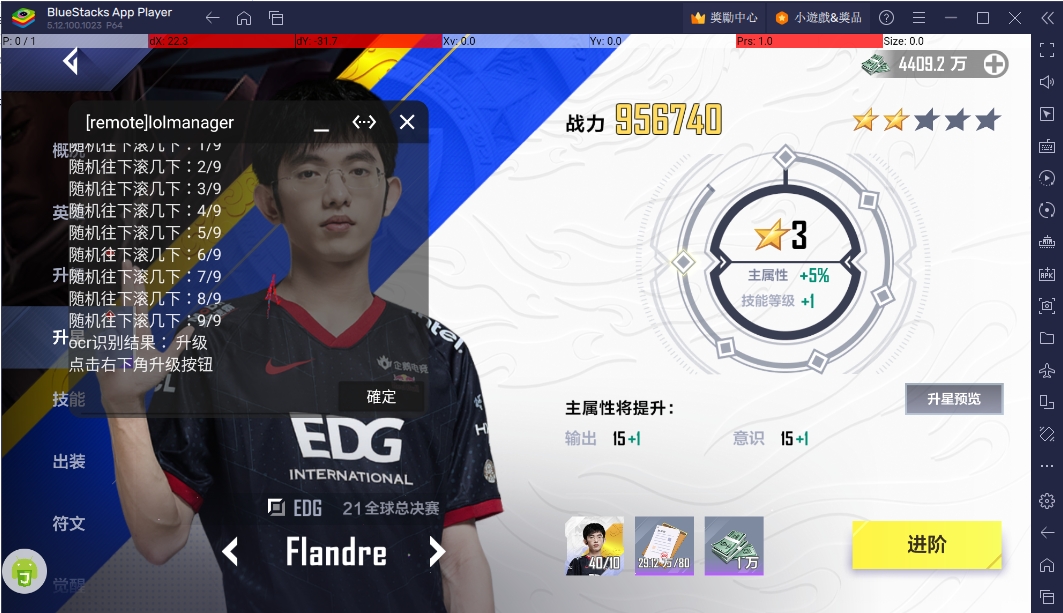 BlueStacks App Player
5.12.100.1023 P64
獎勵中心
小遊戲&獎品
P: 0 / 1
dX: 22.3
dY: -31.7
Xv: 0.0
Yv: 0.0
Prs: 1.0
Size: 0.0
4409.2 万
[remote]lolmanager
随机往下滚几下：1/9
随机往下滚几下：2/9
随机往下滚几下：3/9
随机往下滚几下：4/9
随机往下滚几下：5/9
随机往下滚几下：6/9
随机往下滚几下：7/9
随机往下滚几下：8/9
随机往下滚几下：9/9
ocr识别结果： 升级
点击右下角升级按钮
確定
英
升
升
技能
出装
符文
觉醒
战力 956740
3
主属性 +5%
技能等级 +1
主属性将提升：
升星预览
输出 15+1
意识 15+1
EDG
INTERNATIONAL
EDG 21全球总决赛
Flandre
40/10
1万
进阶
APK